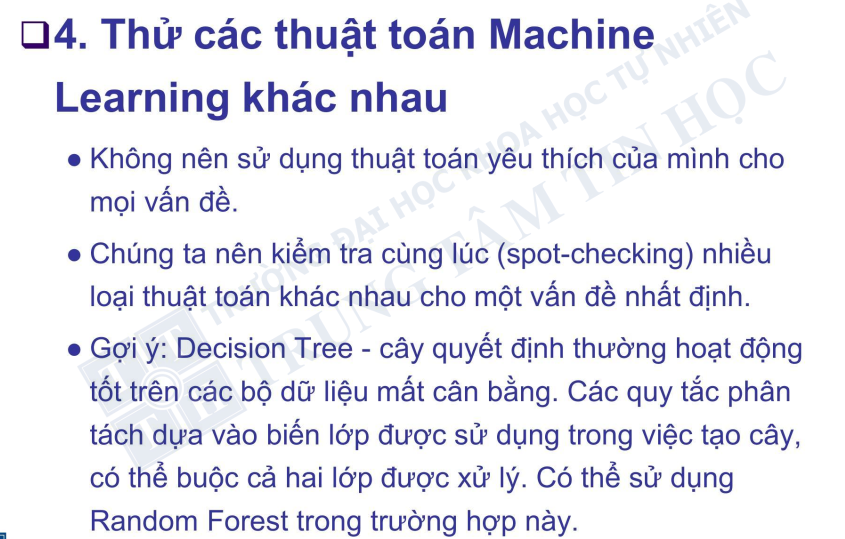 4. Thử các thuật toán Machine
Learning khác nhau
● Không nên sử dụng thuật toán yêu thích của mình cho
mọi vấn đề.
● Chúng ta nên kiểm tra cùng lúc (spot-checking) nhiều
loại thuật toán khác nhau cho một vấn đề nhất định.
● Gợi ý: Decision Tree - cây quyết định thường hoạt động
tốt trên các bộ dữ liệu mất cân bằng. Các quy tắc phân
tách dựa vào biến lớp được sử dụng trong việc tạo cây,
có thể buộc cả hai lớp được xử lý. Có thể sử dụng
Random Forest trong trường hợp này.
TRƯỜNG ĐẠI HỌC KHOA HỌC TỰ NHIÊN
TRUNG TÂM TIN HỌC